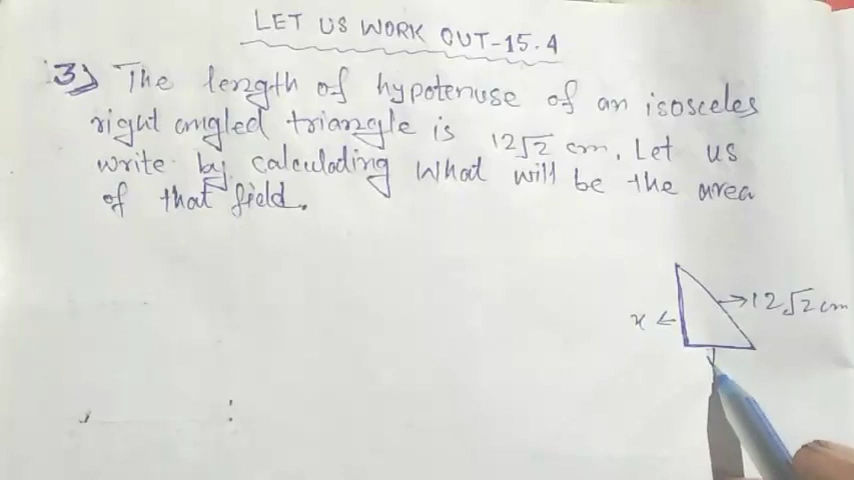 LET US WORK OUT-15.4
3) The length of hypotenuse of an isosceles
right angled triangle is 12√2 cm. Let us
write by calculating what will be the area
of that field.
x ← → 12√2 cm